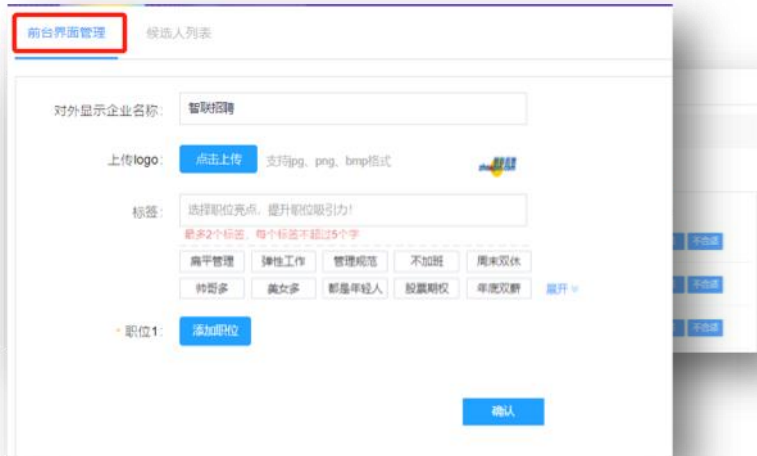 前台界面管理 候选人列表
对外显示企业名称: 智联招聘
上传logo: 点击上传 支持jpg、png、bmp格式
标签: 选择职位亮点，提升职位吸引力!
最多2个标签，每个标签不超过5个字
扁平管理 弹性工作 管理规范 不加班 周末双休
帅哥多 美女多 都是年轻人 股票期权 年底双薪 展开
* 职位1: 添加职位
确认
不合适
不合适
不合适